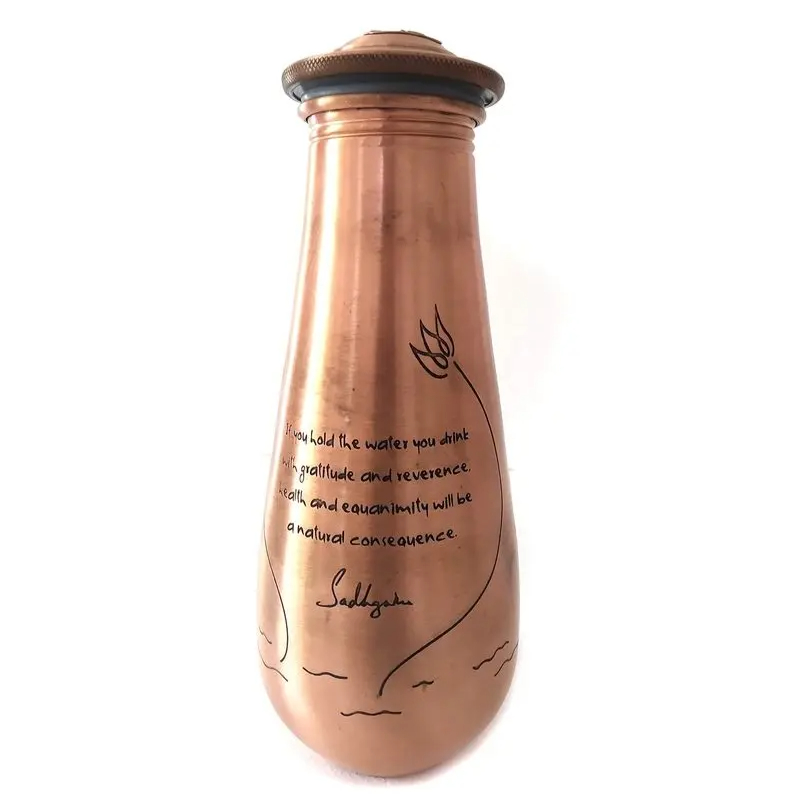 If you hold the water you drink
with gratitude and reverence,
health and equanimity will be
a natural consequence.
Sadhguru